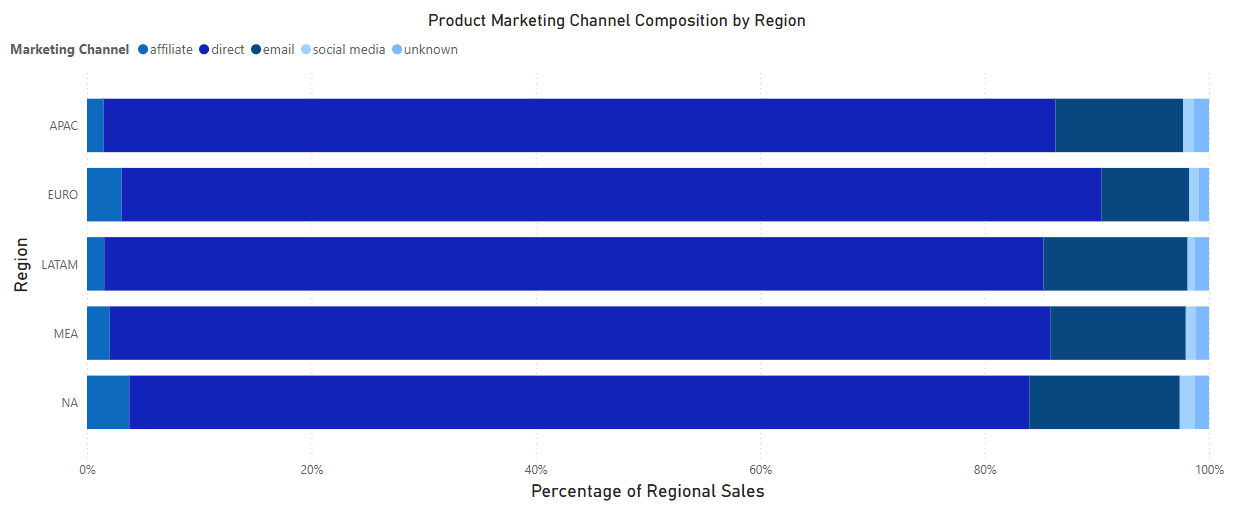 Product Marketing Channel Composition by Region
Marketing Channel affiliate direct email social media unknown
Region
APAC
EURO
LATAM
MEA
NA
0% 20% 40% 60% 80% 100%
Percentage of Regional Sales